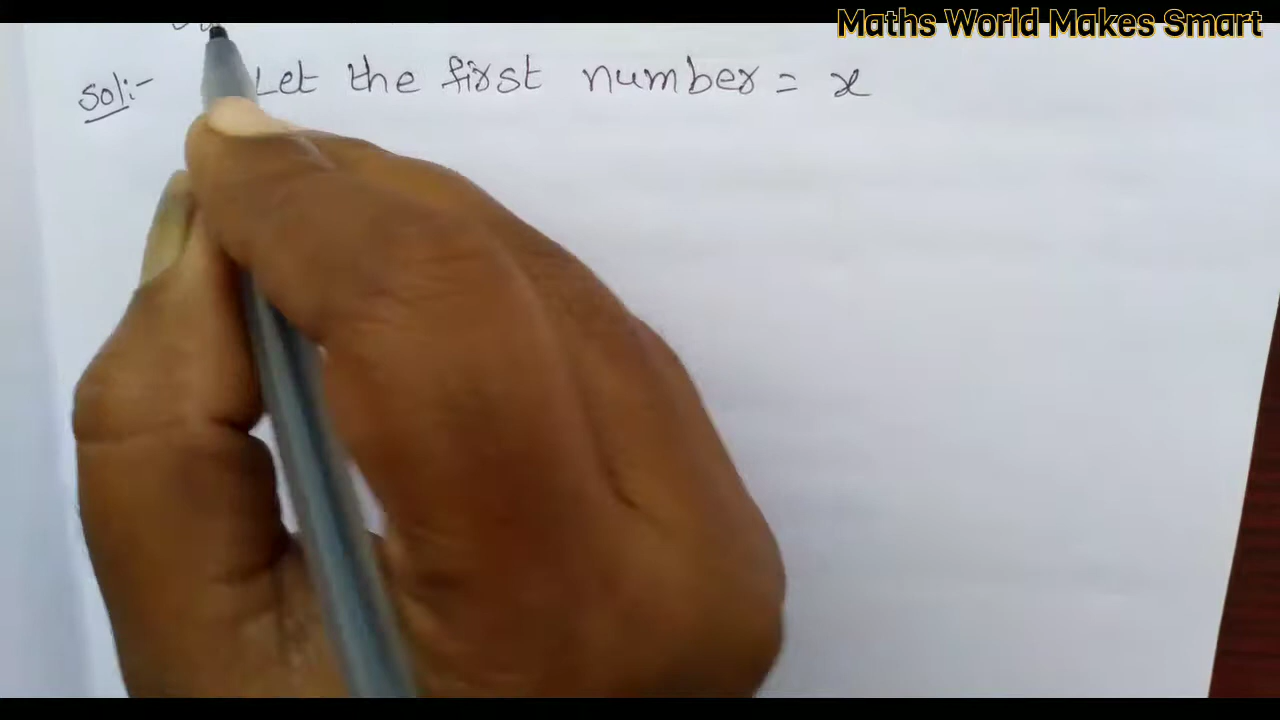 Maths World Makes Smart
Sol:- Let the first number = x